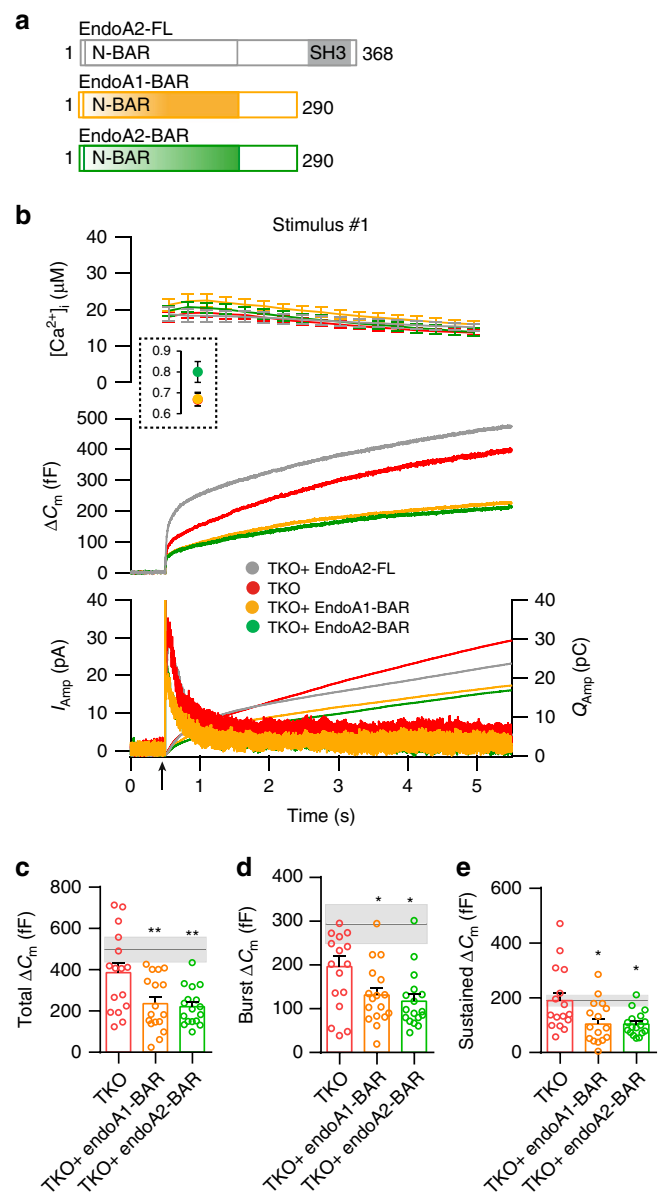 a
EndoA2-FL
1 N-BAR SH3 368
EndoA1-BAR
1 N-BAR 290
EndoA2-BAR
1 N-BAR 290
b
Stimulus #1
40
30
20
10
0
[Ca2+]i (μM)
0.9
0.8
0.7
0.6
500
400
300
200
100
0
ΔCm (fF)
TKO+ EndoA2-FL
TKO
TKO+ EndoA1-BAR
TKO+ EndoA2-BAR
40
30
20
10
0
IAmp (pA)
40
30
20
10
0
QAmp (pC)
0 1 2 3 4 5
Time (s)
c
800
600
400
200
0
Total ΔCm (fF)
** **
TKO
TKO+ endoA1-BAR
TKO+ endoA2-BAR
d
400
300
200
100
0
Burst ΔCm (fF)
* *
TKO
TKO+ endoA1-BAR
TKO+ endoA2-BAR
e
600
400
200
0
Sustained ΔCm (fF)
* *
TKO
TKO+ endoA1-BAR
TKO+ endoA2-BAR